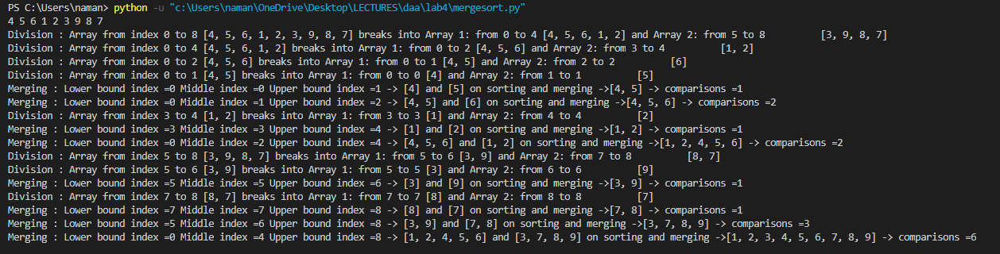 PS C:\Users\naman> python -u "c:\Users\naman\OneDrive\Desktop\LECTURES\daa\lab4\mergesort.py"
4 5 6 1 2 3 9 8 7
Division : Array from index 0 to 8 [4, 5, 6, 1, 2, 3, 9, 8, 7] breaks into Array 1: from 0 to 4 [4, 5, 6, 1, 2] and Array 2: from 5 to 8          [3, 9, 8, 7]
Division : Array from index 0 to 4 [4, 5, 6, 1, 2] breaks into Array 1: from 0 to 2 [4, 5, 6] and Array 2: from 3 to 4          [1, 2]
Division : Array from index 0 to 2 [4, 5, 6] breaks into Array 1: from 0 to 1 [4, 5] and Array 2: from 2 to 2          [6]
Division : Array from index 0 to 1 [4, 5] breaks into Array 1: from 0 to 0 [4] and Array 2: from 1 to 1          [5]
Merging : Lower bound index =0 Middle index =0 Upper bound index =1 -> [4] and [5] on sorting and merging ->[4, 5] -> comparisons =1
Merging : Lower bound index =0 Middle index =1 Upper bound index =2 -> [4, 5] and [6] on sorting and merging ->[4, 5, 6] -> comparisons =2
Division : Array from index 3 to 4 [1, 2] breaks into Array 1: from 3 to 3 [1] and Array 2: from 4 to 4          [2]
Merging : Lower bound index =3 Middle index =3 Upper bound index =4 -> [1] and [2] on sorting and merging ->[1, 2] -> comparisons =1
Merging : Lower bound index =0 Middle index =2 Upper bound index =4 -> [4, 5, 6] and [1, 2] on sorting and merging ->[1, 2, 4, 5, 6] -> comparisons =2
Division : Array from index 5 to 8 [3, 9, 8, 7] breaks into Array 1: from 5 to 6 [3, 9] and Array 2: from 7 to 8          [8, 7]
Division : Array from index 5 to 6 [3, 9] breaks into Array 1: from 5 to 5 [3] and Array 2: from 6 to 6          [9]
Merging : Lower bound index =5 Middle index =5 Upper bound index =6 -> [3] and [9] on sorting and merging ->[3, 9] -> comparisons =1
Division : Array from index 7 to 8 [8, 7] breaks into Array 1: from 7 to 7 [8] and Array 2: from 8 to 8          [7]
Merging : Lower bound index =7 Middle index =7 Upper bound index =8 -> [8] and [7] on sorting and merging ->[7, 8] -> comparisons =1
Merging : Lower bound index =5 Middle index =6 Upper bound index =8 -> [3, 9] and [7, 8] on sorting and merging ->[3, 7, 8, 9] -> comparisons =3
Merging : Lower bound index =0 Middle index =4 Upper bound index =8 -> [1, 2, 4, 5, 6] and [3, 7, 8, 9] on sorting and merging ->[1, 2, 3, 4, 5, 6, 7, 8, 9] -> comparisons =6